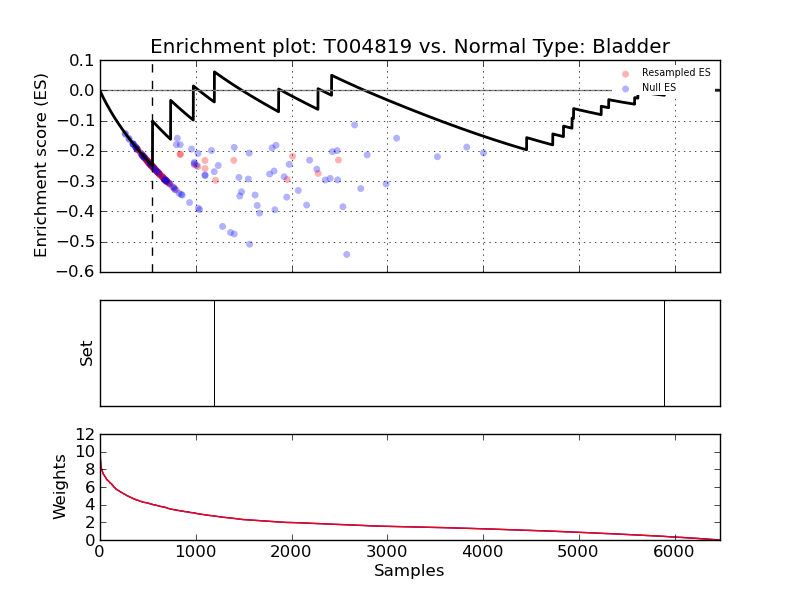 Enrichment plot: T004819 vs. Normal Type: Bladder
Enrichment score (ES)
0.1
0.0
−0.1
−0.2
−0.3
−0.4
−0.5
−0.6
Resampled ES
Null ES
Set
Weights
12
10
8
6
4
2
0
0 1000 2000 3000 4000 5000 6000
Samples